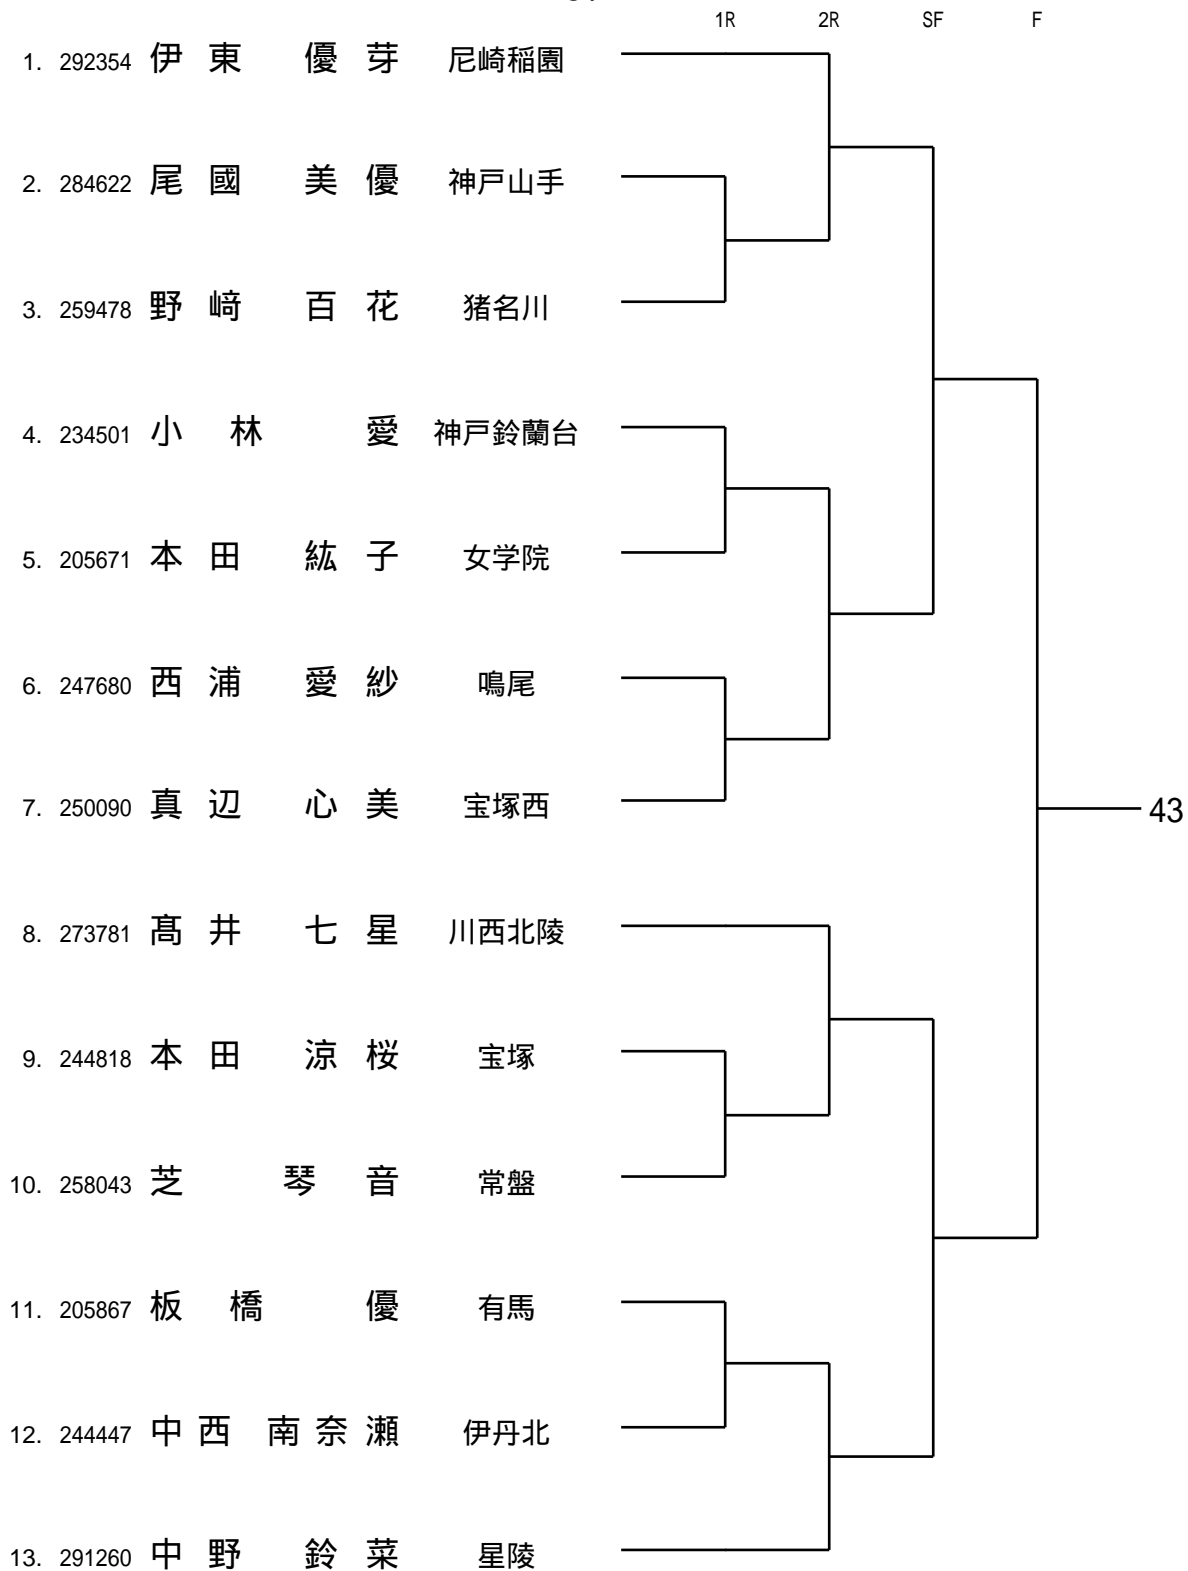 1R 2R SF F
1. 292354 伊東 優芽 尼崎稲園
2. 284622 尾國 美優 神戸山手
3. 259478 野﨑 百花 猪名川
4. 234501 小林 愛 神戸鈴蘭台
5. 205671 本田 紘子 女学院
6. 247680 西浦 愛紗 鳴尾
7. 250090 真辺 心美 宝塚西
43
8. 273781 髙井 七星 川西北陵
9. 244818 本田 涼桜 宝塚
10. 258043 芝 琴音 常盤
11. 205867 板橋 優 有馬
12. 244447 中西 南奈瀬 伊丹北
13. 291260 中野 鈴菜 星陵